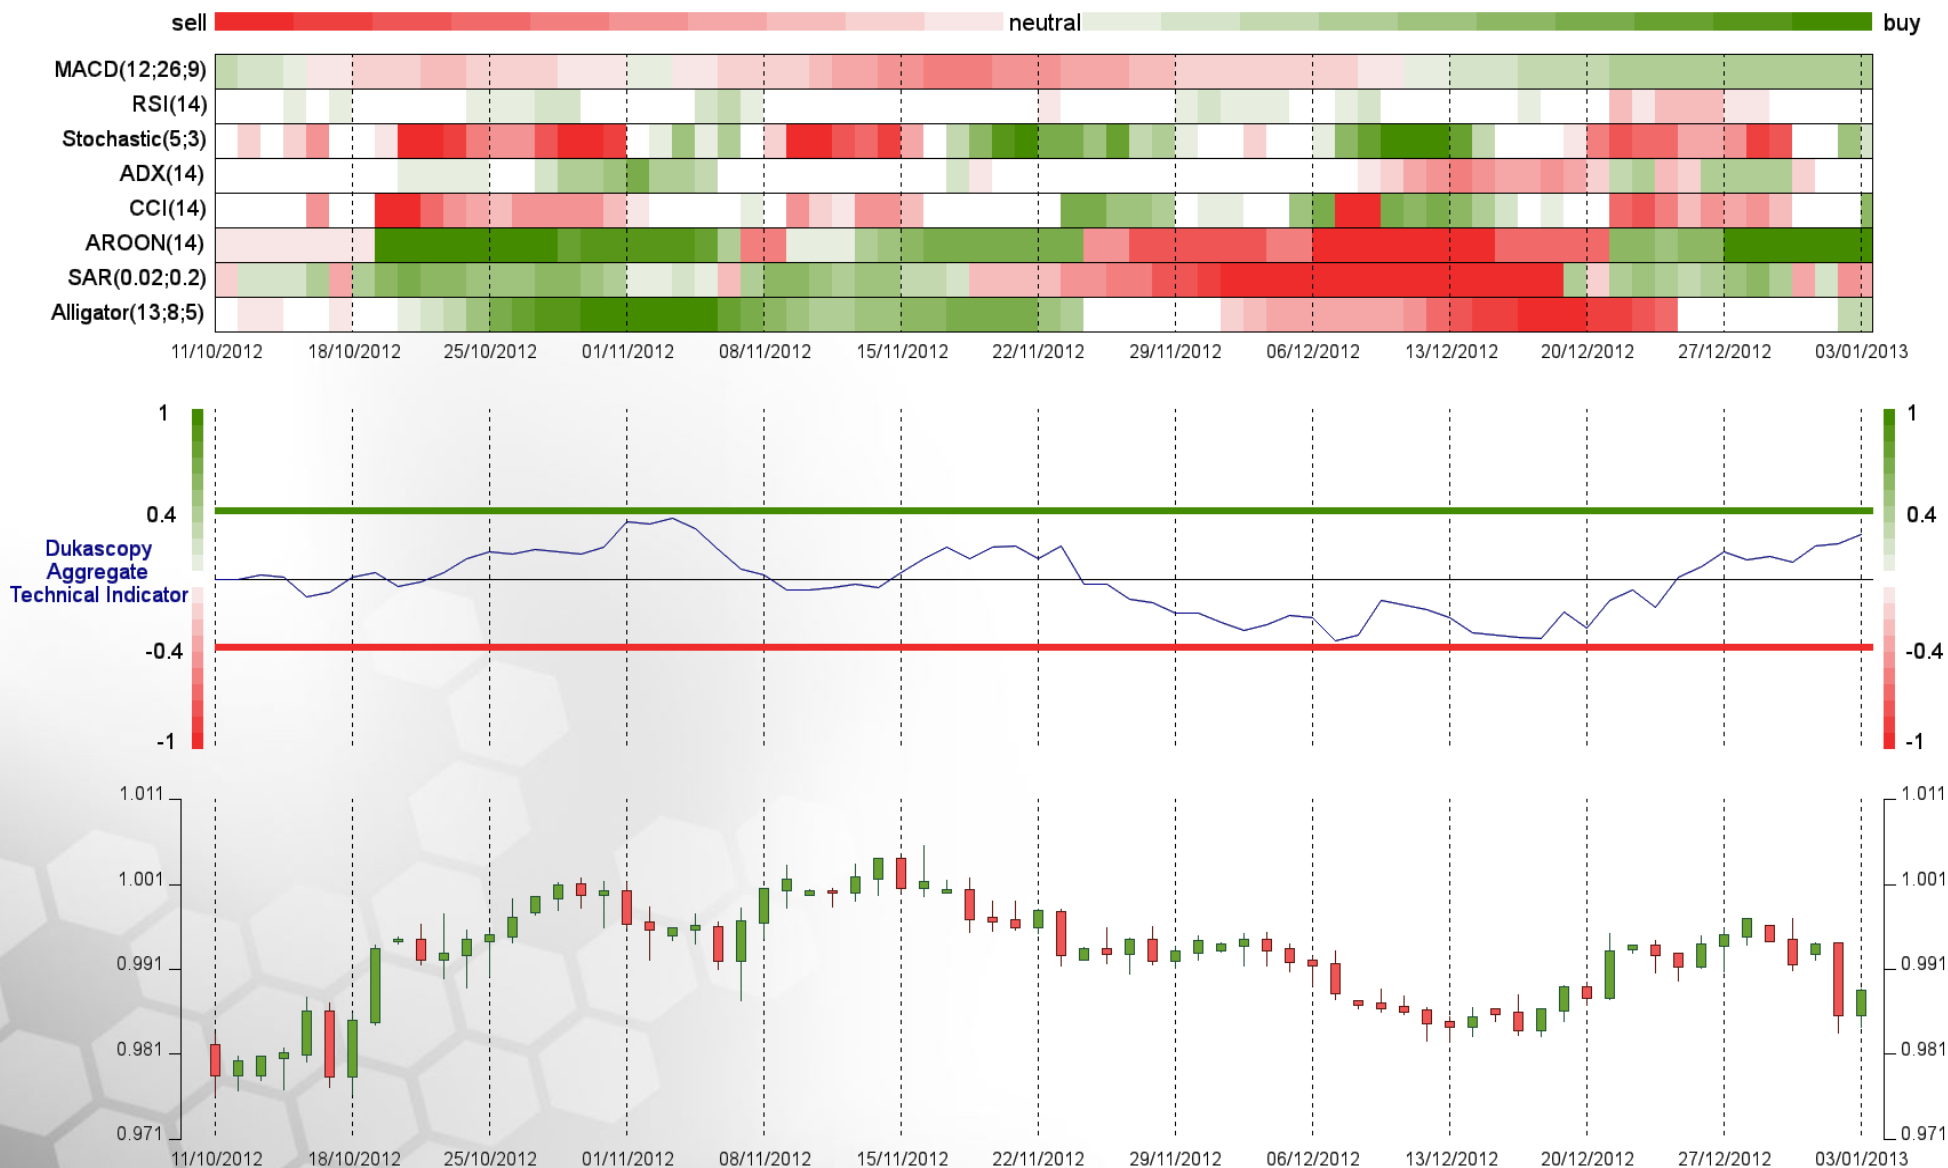 sell neutral buy
MACD(12;26;9)
RSI(14)
Stochastic(5;3)
ADX(14)
CCI(14)
AROON(14)
SAR(0.02;0.2)
Alligator(13;8;5)
11/10/2012 18/10/2012 25/10/2012 01/11/2012 08/11/2012 15/11/2012 22/11/2012 29/11/2012 06/12/2012 13/12/2012 20/12/2012 27/12/2012 03/01/2013
1 1
0.4 0.4
Dukascopy
Aggregate
Technical Indicator
-0.4 -0.4
-1 -1
1.011 1.011
1.001 1.001
0.991 0.991
0.981 0.981
0.971 0.971
11/10/2012 18/10/2012 25/10/2012 01/11/2012 08/11/2012 15/11/2012 22/11/2012 29/11/2012 06/12/2012 13/12/2012 20/12/2012 27/12/2012 03/01/2013